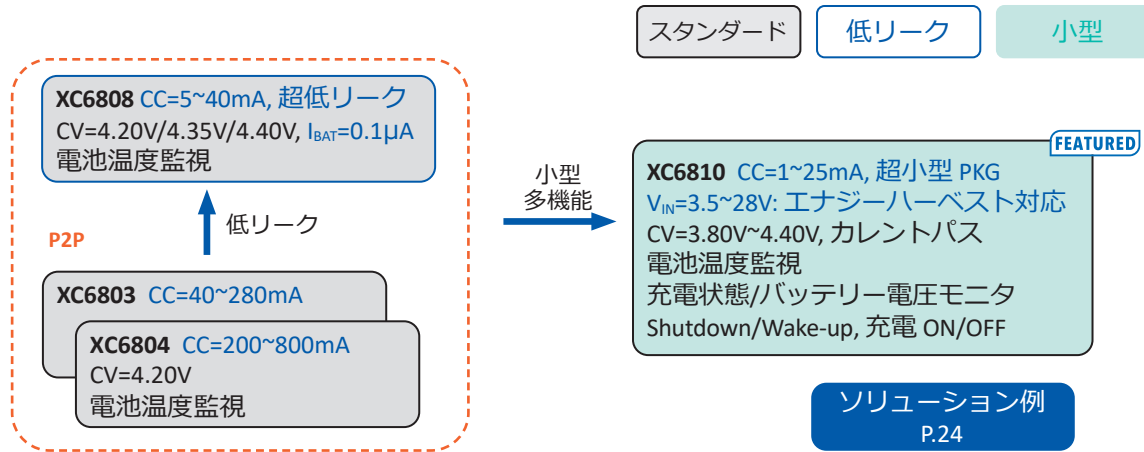 スタンダード
低リーク
小型
XC6808 CC=5~40mA, 超低リーク
CV=4.20V/4.35V/4.40V, IBAT=0.1µA
電池温度監視
低リーク
P2P
XC6803 CC=40~280mA
XC6804 CC=200~800mA
CV=4.20V
電池温度監視
小型
多機能
FEATURED
XC6810 CC=1~25mA, 超小型 PKG
VIN=3.5~28V: エナジーハーベスト対応
CV=3.80V~4.40V, カレントパス
電池温度監視
充電状態/バッテリー電圧モニタ
Shutdown/Wake-up, 充電 ON/OFF
ソリューション例
P.24